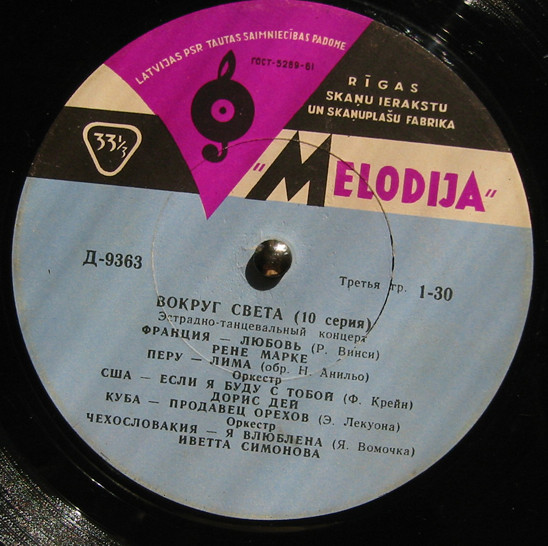 LATVIJAS PSR TAUTAS SAIMNIECĪBAS PADOME
ГОСТ-5289-61
RĪGAS
SKAŅU IERAKSTU
UN SKAŅUPLAŠU FABRIKA
33⅓
"MELODIJA"
Д-9363
Третья гр. 1-30
ВОКРУГ СВЕТА (10 серия)
Эстрадно-танцевальный концерт
ФРАНЦИЯ — ЛЮБОВЬ (Р. Винси)
РЕНЕ МАРКЕ
ПЕРУ — ЛИМА (обр. Н. Анильо)
Оркестр
США — ЕСЛИ Я БУДУ С ТОБОЙ (Ф. Крейн)
ДОРИС ДЕЙ
КУБА — ПРОДАВЕЦ ОРЕХОВ (Э. Лекуона)
Оркестр
ЧЕХОСЛОВАКИЯ — Я ВЛЮБЛЕНА (Я. Вомочка)
ИВЕТТА СИМОНОВА